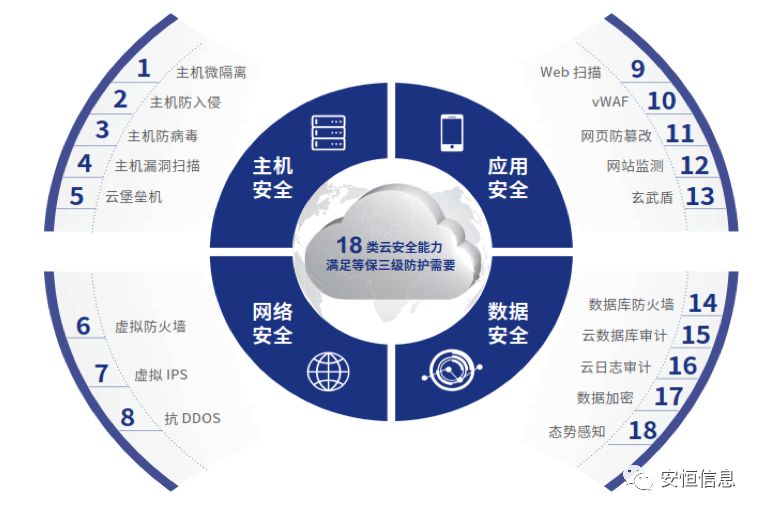 1 主机微隔离
2 主机防入侵
3 主机防病毒
4 主机漏洞扫描
5 云堡垒机
主机
安全
应用
安全
Web 扫描 9
vWAF 10
网页防篡改 11
网站监测 12
玄武盾 13
18 类云安全能力
满足等保三级防护需要
6 虚拟防火墙
7 虚拟 IPS
8 抗 DDOS
网络
安全
数据
安全
数据库防火墙 14
云数据库审计 15
云日志审计 16
数据加密 17
态势感知 18
安恒信息